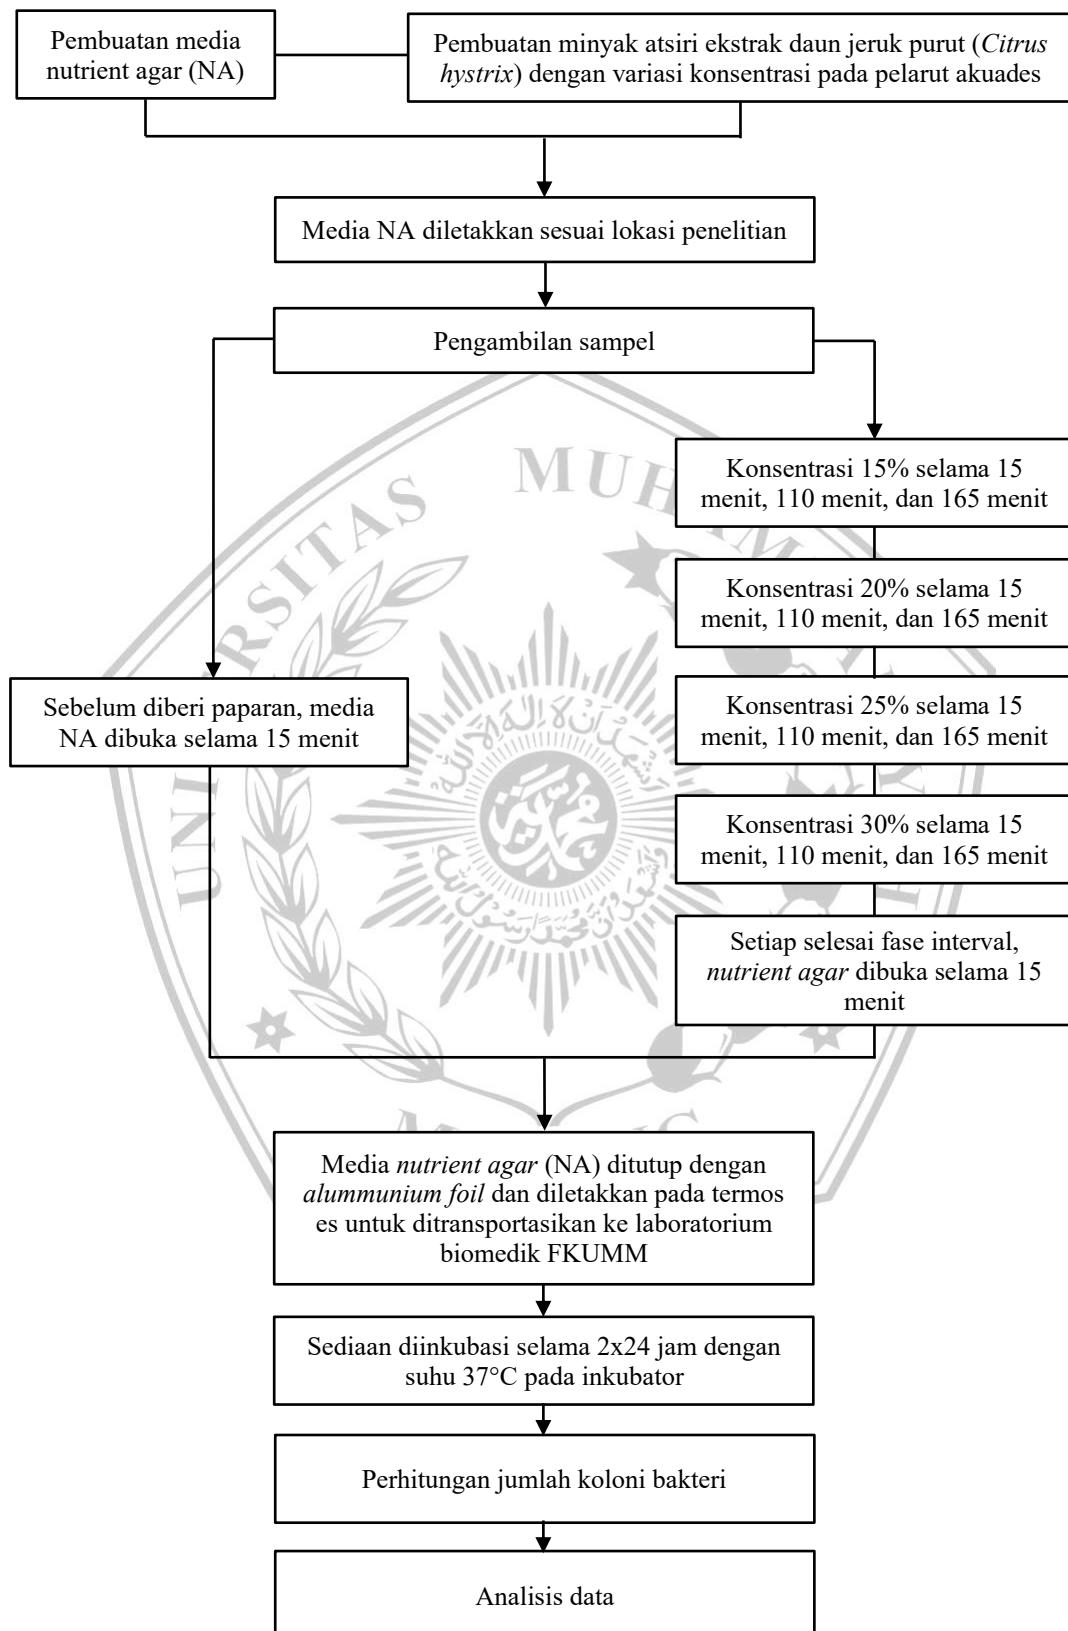 Pembuatan media
nutrient agar (NA)
Pembuatan minyak atsiri ekstrak daun jeruk purut (Citrus
hystrix) dengan variasi konsentrasi pada pelarut akuades
Media NA diletakkan sesuai lokasi penelitian
Pengambilan sampel
Konsentrasi 15% selama 15
menit, 110 menit, dan 165 menit
Konsentrasi 20% selama 15
menit, 110 menit, dan 165 menit
Sebelum diberi paparan, media
NA dibuka selama 15 menit
Konsentrasi 25% selama 15
menit, 110 menit, dan 165 menit
Konsentrasi 30% selama 15
menit, 110 menit, dan 165 menit
Setiap selesai fase interval,
nutrient agar dibuka selama 15
menit
Media nutrient agar (NA) ditutup dengan
alummunium foil dan diletakkan pada termos
es untuk ditransportasikan ke laboratorium
biomedik FKUMM
Sediaan diinkubasi selama 2x24 jam dengan
suhu 37°C pada inkubator
Perhitungan jumlah koloni bakteri
Analisis data